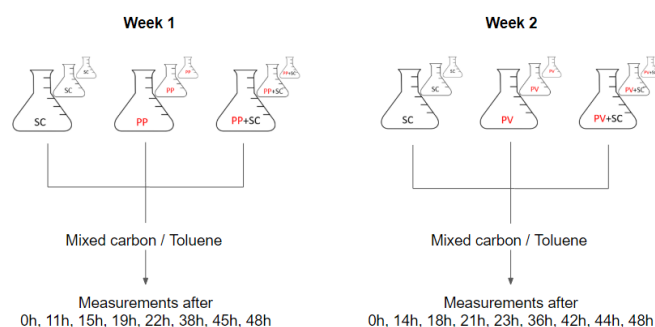 Week 1
SC
SC
SC
PP
PP
PP
PP+SC
PP+SC
PP+SC
Mixed carbon / Toluene
Measurements after
0h, 11h, 15h, 19h, 22h, 38h, 45h, 48h
Week 2
SC
SC
SC
PV
PV
PV
PV+SC
PV+SC
PV+SC
Mixed carbon / Toluene
Measurements after
0h, 14h, 18h, 21h, 23h, 36h, 42h, 44h, 48h